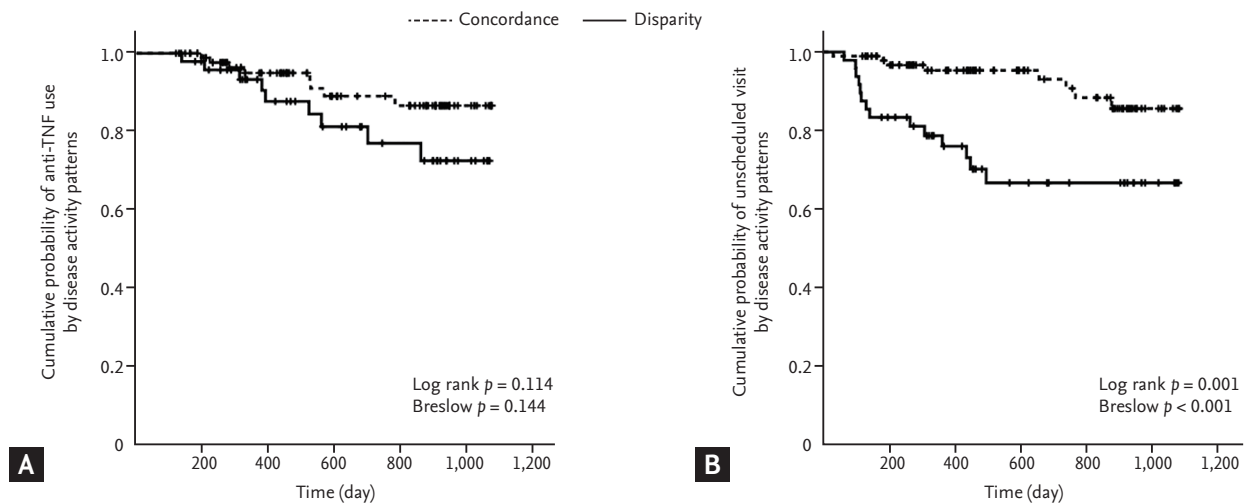 Concordance Disparity
Cumulative probability of anti-TNF use
by disease activity patterns
1.0
0.8
0.6
0.4
0.2
0
Log rank p = 0.114
Breslow p = 0.144
200 400 600 800 1,000 1,200
Time (day)
A
Cumulative probability of unscheduled visit
by disease activity patterns
1.0
0.8
0.6
0.4
0.2
0
Log rank p = 0.001
Breslow p < 0.001
200 400 600 800 1,000 1,200
Time (day)
B